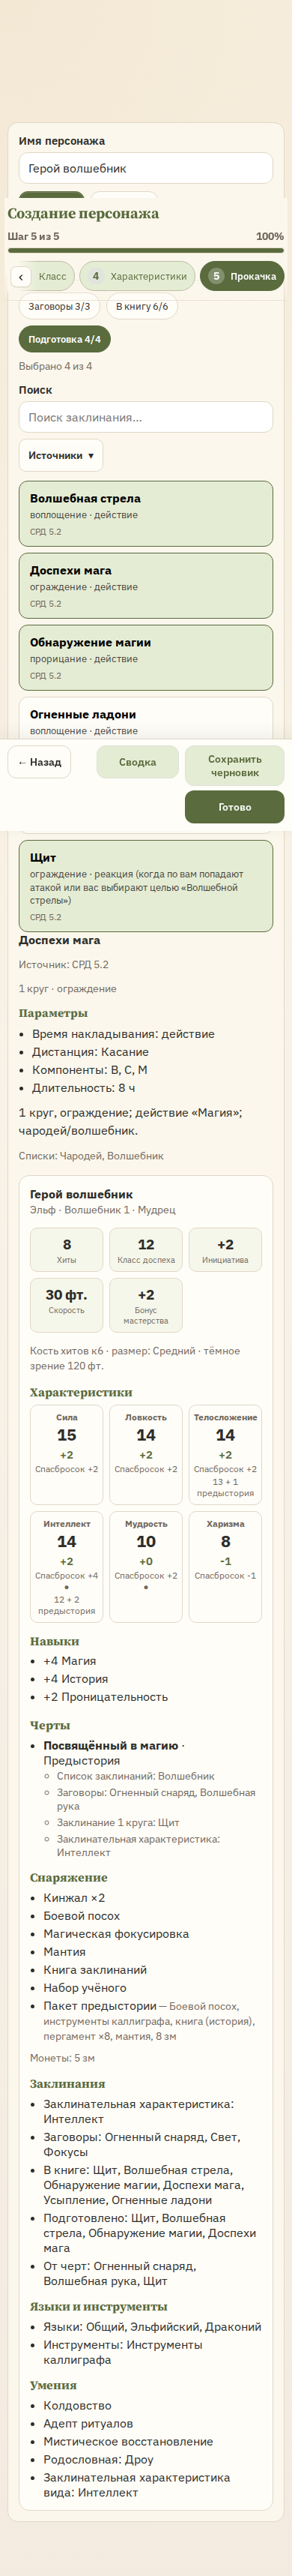 Имя персонажа
Герой волшебник
Создание персонажа
Шаг 5 из 5
100%
‹
Класс
4 Характеристики
5 Прокачка
Заговоры 3/3
В книгу 6/6
Подготовка 4/4
Выбрано 4 из 4
Поиск
Поиск заклинания...
Источники ▾
Волшебная стрела
воплощение · действие
СРД 5.2
Доспехи мага
ограждение · действие
СРД 5.2
Обнаружение магии
прорицание · действие
СРД 5.2
Огненные ладони
воплощение · действие
← Назад
Сводка
Сохранить
черновик
Готово
Щит
ограждение · реакция (когда по вам попадают
атакой или вас выбирают целью «Волшебной
стрелы»)
СРД 5.2
Доспехи мага
Источник: СРД 5.2
1 круг · ограждение
Параметры
• Время накладывания: действие
• Дистанция: Касание
• Компоненты: В, С, М
• Длительность: 8 ч
1 круг, ограждение; действие «Магия»;
чародей/волшебник.
Списки: Чародей, Волшебник
Герой волшебник
Эльф · Волшебник 1 · Мудрец
8
Хиты
12
Класс доспеха
+2
Инициатива
30 фт.
Скорость
+2
Бонус
мастерства
Кость хитов к6 · размер: Средний · тёмное
зрение 120 фт.
Характеристики
Сила
15
+2
Спасбросок +2
Ловкость
14
+2
Спасбросок +2
Телосложение
14
+2
Спасбросок +2
13 + 1
предыстория
Интеллект
14
+2
Спасбросок +4
●
12 + 2
предыстория
Мудрость
10
+0
Спасбросок +2
●
Харизма
8
-1
Спасбросок -1
Навыки
• +4 Магия
• +4 История
• +2 Проницательность
Черты
• Посвящённый в магию ·
Предыстория
○ Список заклинаний: Волшебник
○ Заговоры: Огненный снаряд, Волшебная
рука
○ Заклинание 1 круга: Щит
○ Заклинательная характеристика:
Интеллект
Снаряжение
• Кинжал ×2
• Боевой посох
• Магическая фокусировка
• Мантия
• Книга заклинаний
• Набор учёного
• Пакет предыстории — Боевой посох,
инструменты каллиграфа, книга (история),
пергамент ×8, мантия, 8 зм
Монеты: 5 зм
Заклинания
• Заклинательная характеристика:
Интеллект
• Заговоры: Огненный снаряд, Свет,
Фокусы
• В книге: Щит, Волшебная стрела,
Обнаружение магии, Доспехи мага,
Усыпление, Огненные ладони
• Подготовлено: Щит, Волшебная
стрела, Обнаружение магии, Доспехи
мага
• От черт: Огненный снаряд,
Волшебная рука, Щит
Языки и инструменты
• Языки: Общий, Эльфийский, Драконий
• Инструменты: Инструменты
каллиграфа
Умения
• Колдовство
• Адепт ритуалов
• Мистическое восстановление
• Родословная: Дроу
• Заклинательная характеристика
вида: Интеллект